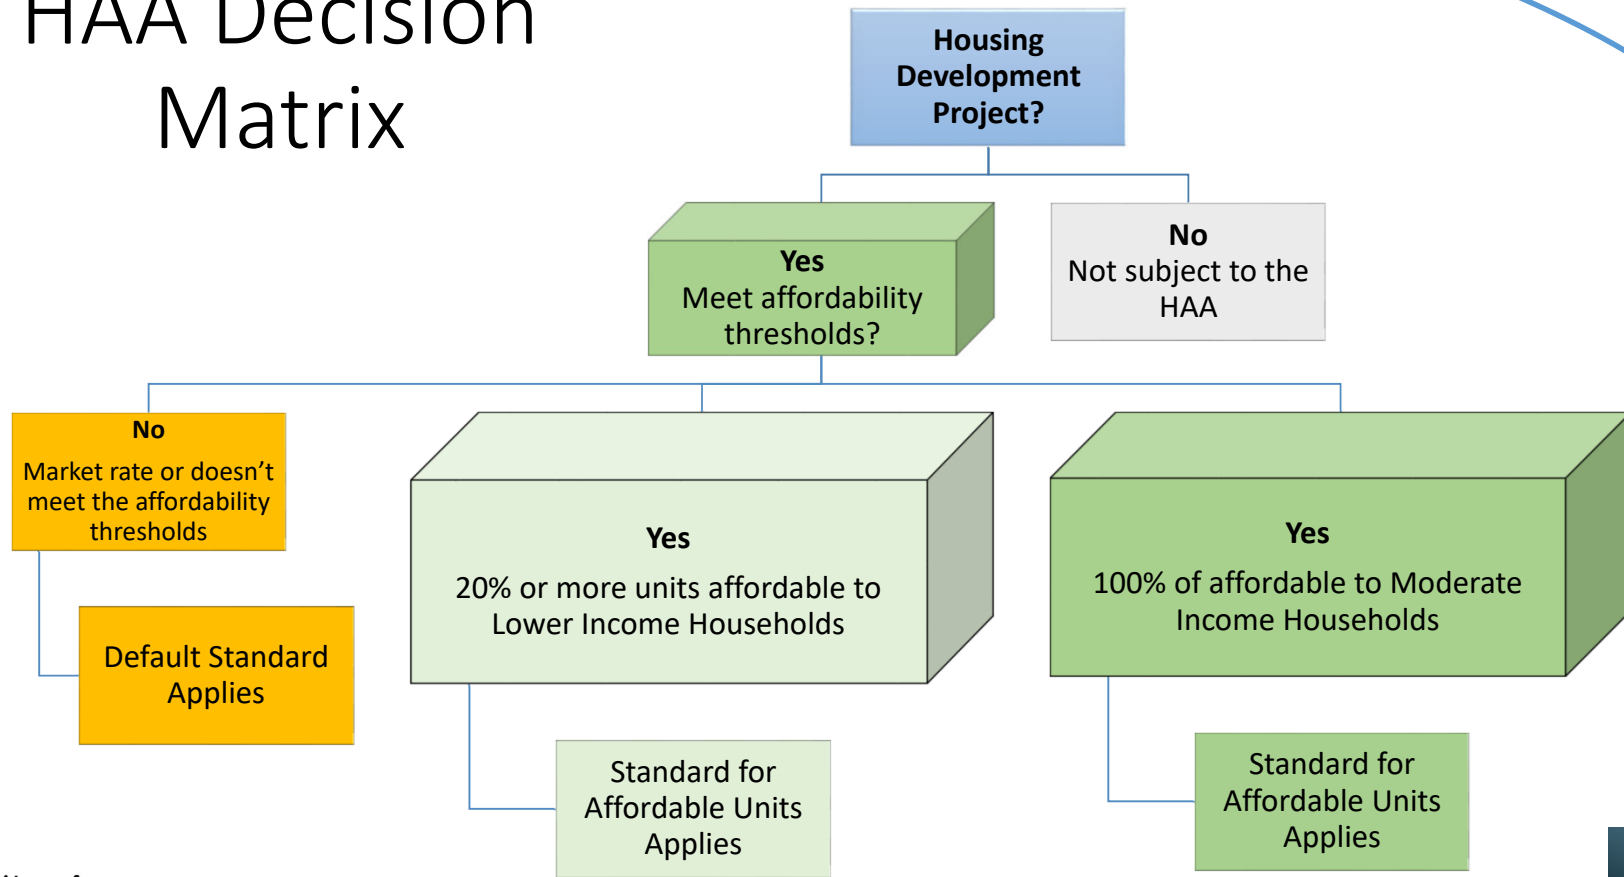 HAA Decision
Matrix
Housing
Development
Project?
Yes
Meet affordability
thresholds?
No
Not subject to the
HAA
No
Market rate or doesn’t
meet the affordability
thresholds
Yes
20% or more units affordable to
Lower Income Households
Yes
100% of affordable to Moderate
Income Households
Default Standard
Applies
Standard for
Affordable Units
Applies
Standard for
Affordable Units
Applies